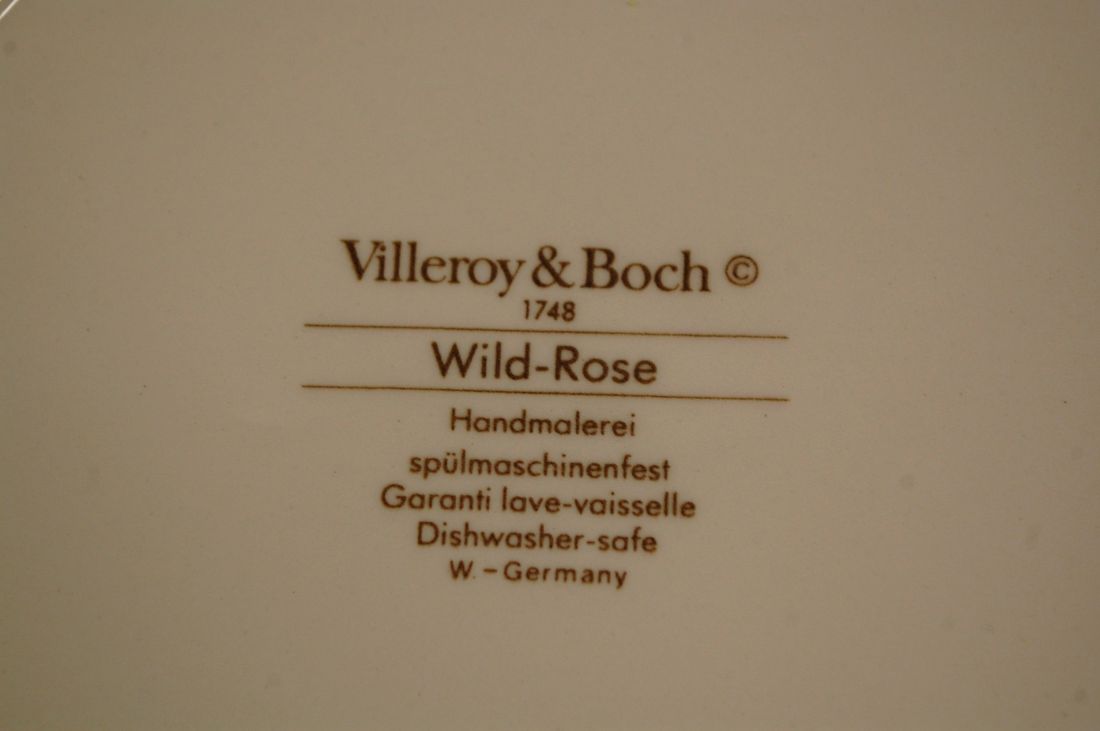 Villeroy & Boch ©
1748
Wild-Rose
Handmalerei
spülmaschinenfest
Garanti lave-vaisselle
Dishwasher-safe
W.-Germany